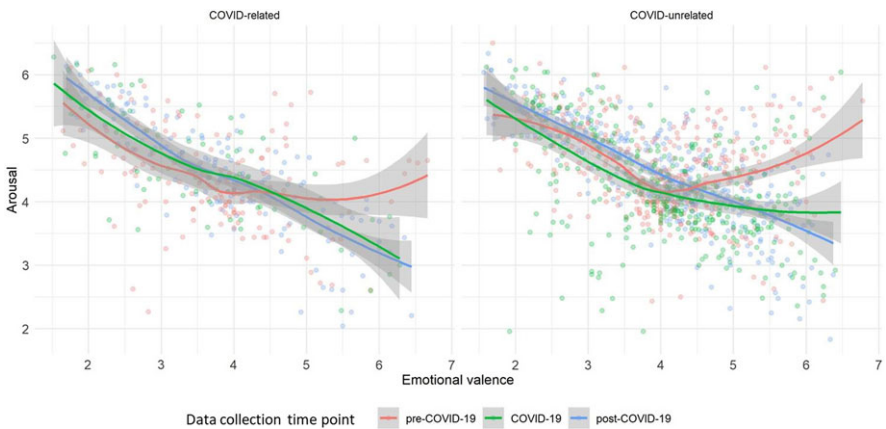 COVID-related COVID-unrelated
6
5
Arousal
4
3
2
2 3 4 5 6 7 2 3 4 5 6 7
Emotional valence
Data collection time point pre-COVID-19 COVID-19 post-COVID-19